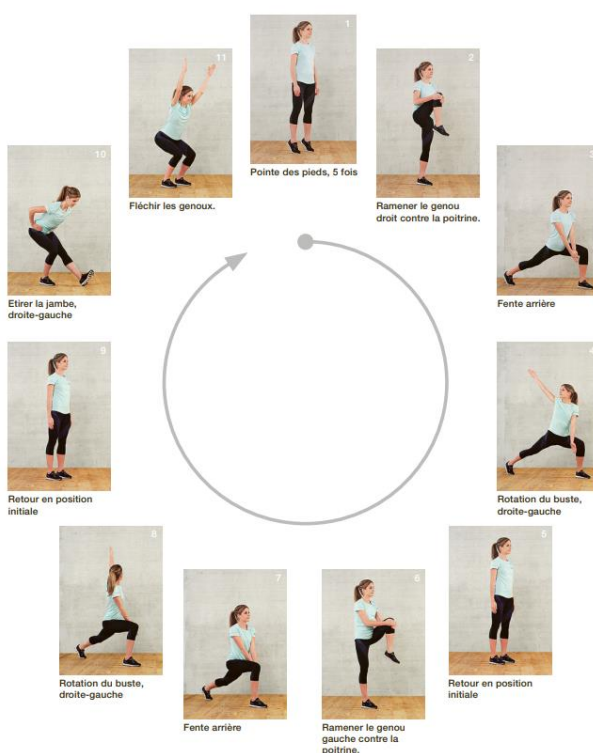 1
Pointe des pieds, 5 fois
2
Ramener le genou
droit contre la poitrine.
3
Fente arrière
4
Rotation du buste,
droite-gauche
5
Retour en position
initiale
6
Ramener le genou
gauche contre la
poitrine.
7
Fente arrière
8
Rotation du buste,
droite-gauche
9
Retour en position
initiale
10
Etirer la jambe,
droite-gauche
11
Fléchir les genoux.